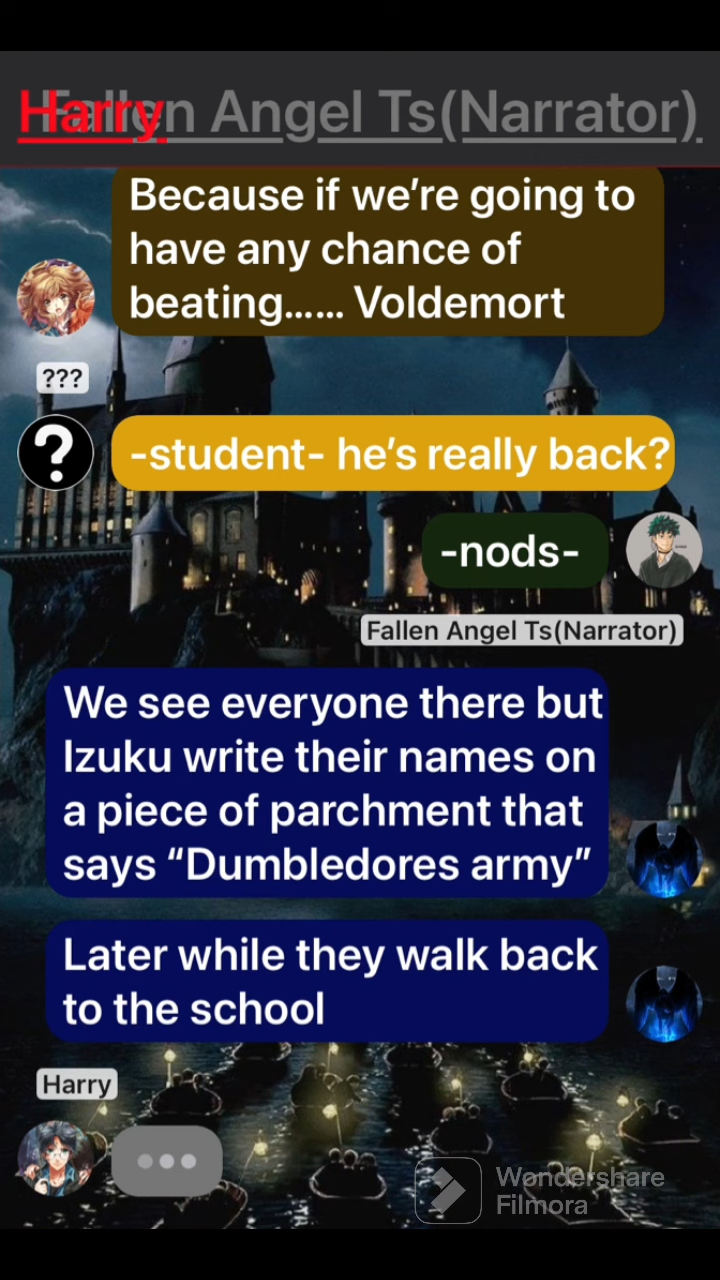 Harry
Fallen Angel Ts(Narrator)
Because if we're going to
have any chance of
beating...... Voldemort
???
?
-student- he's really back?
-nods-
Fallen Angel Ts(Narrator)
We see everyone there but
Izuku write their names on
a piece of parchment that
says “Dumbledores army”
Later while they walk back
to the school
Harry
Wondershare
Filmora